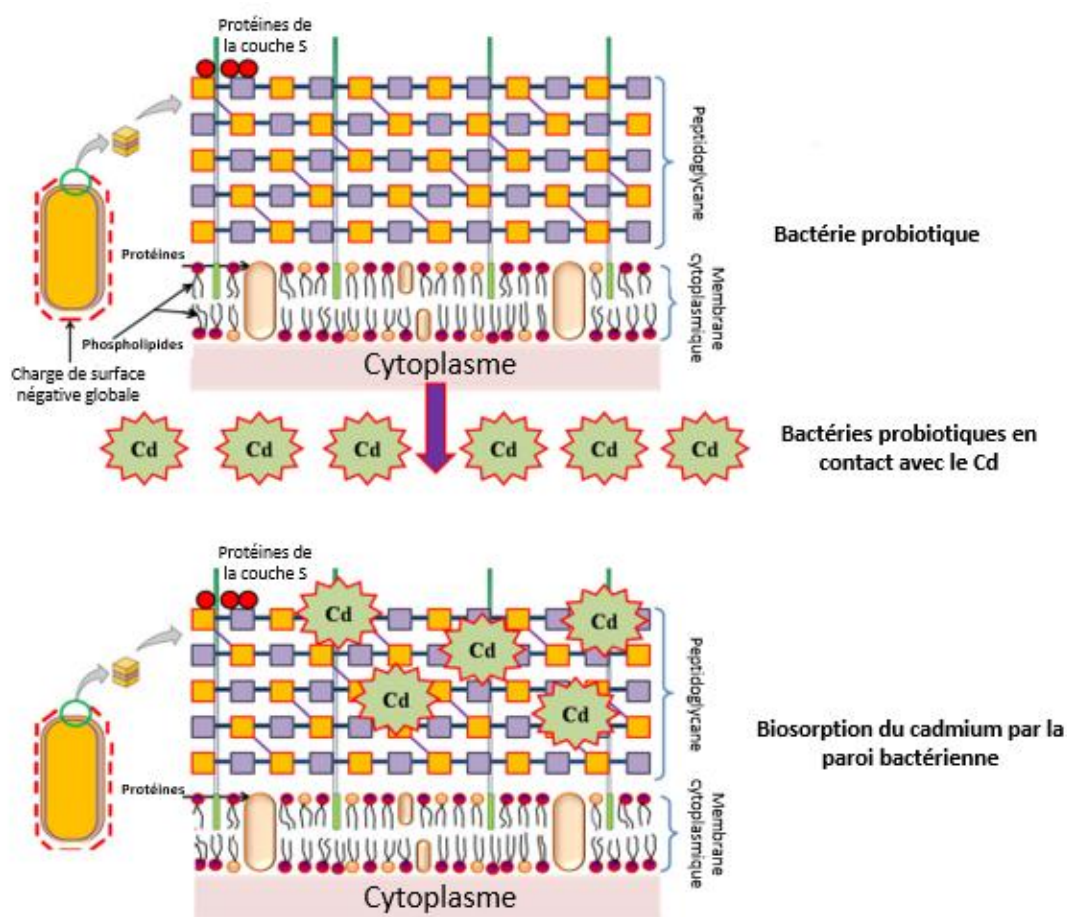 Protéines de
la couche S
Peptidoglycane
Bactérie probiotique
Protéines
Membrane
cytoplasmique
Phospholipides
Cytoplasme
Charge de surface
négative globale
Cd
Cd
Cd
Cd
Cd
Cd
Bactéries probiotiques en
contact avec le Cd
Protéines de
la couche S
Cd
Cd
Cd
Cd
Cd
Peptidoglycane
Biosorption du cadmium par la
paroi bactérienne
Protéines
Membrane
cytoplasmique
Cytoplasme